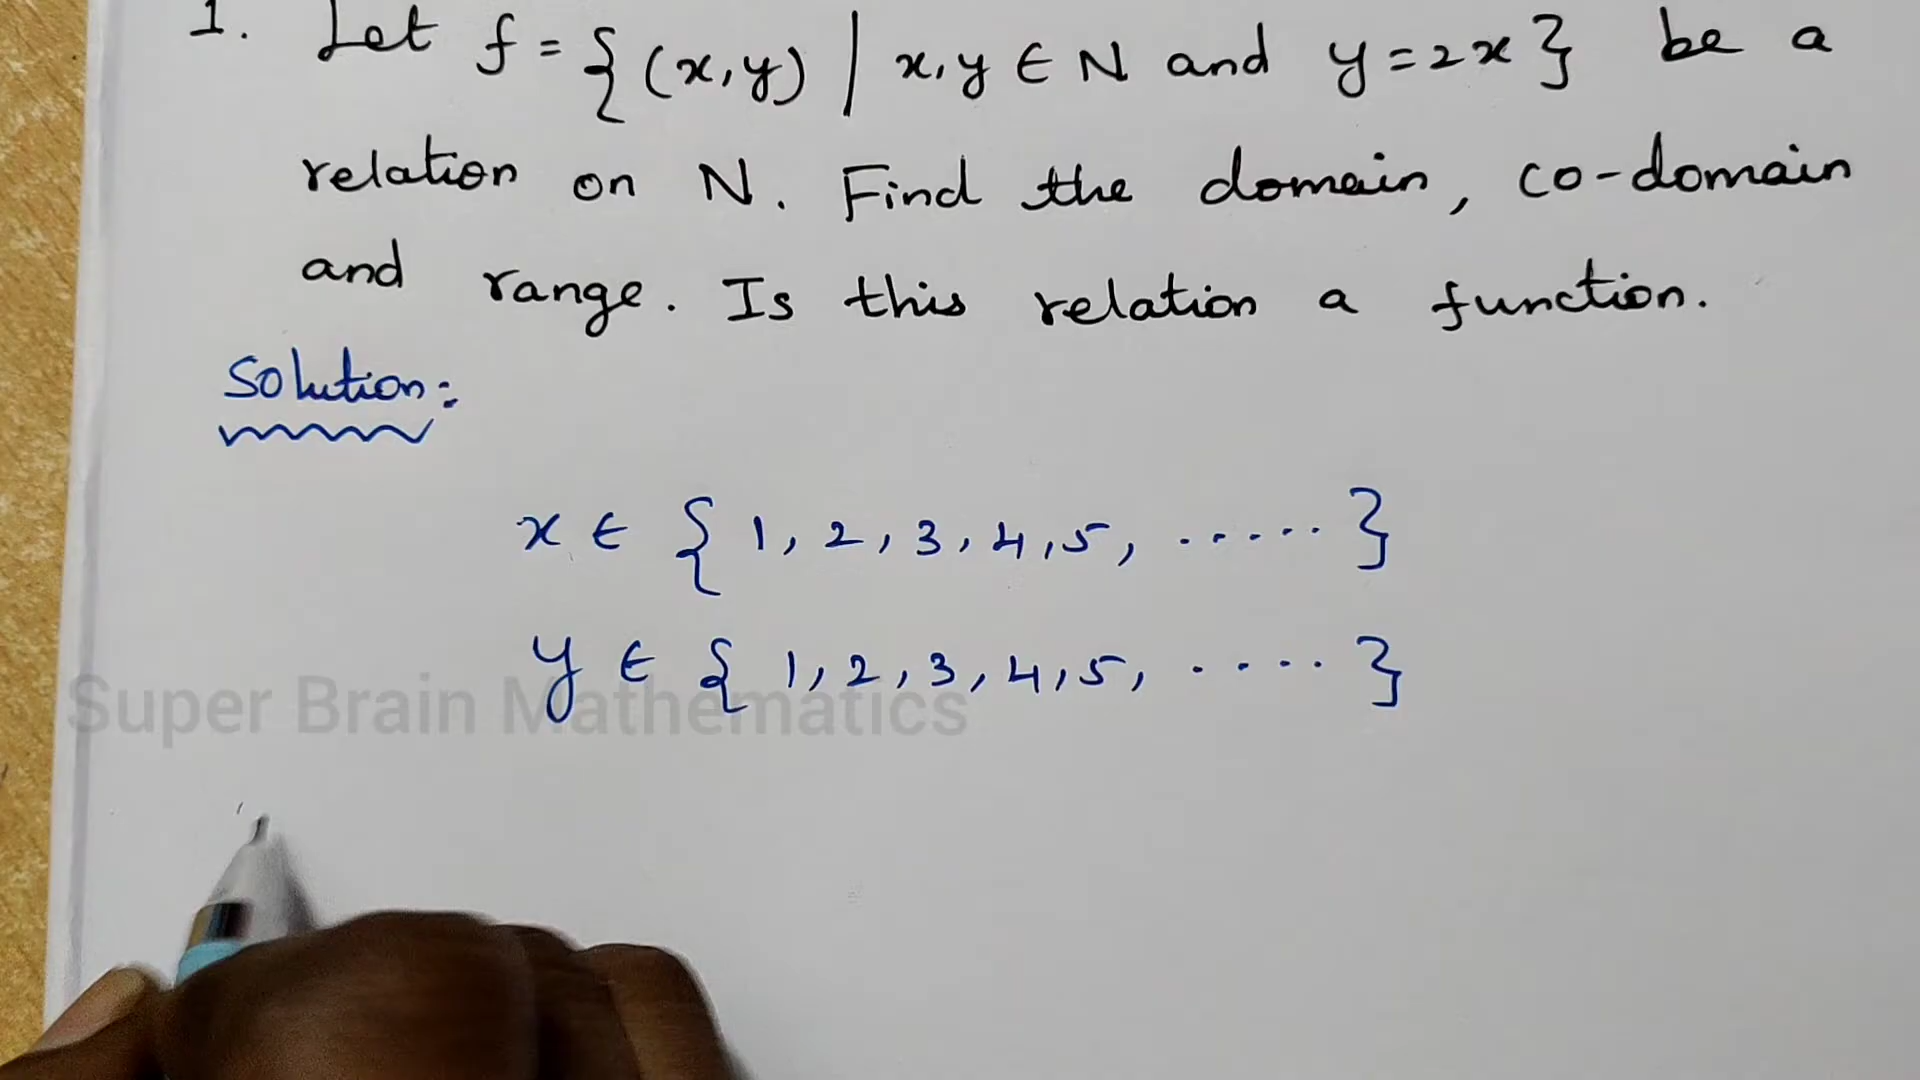 1. Let f = {(x,y) | x,y ∈ N and y = 2x} be a
relation on N. Find the domain, co-domain
and range. Is this relation a function.
Solution:
x ∈ { 1, 2, 3, 4, 5, ..... }
y ∈ { 1, 2, 3, 4, 5, ..... }
Super Brain Mathematics